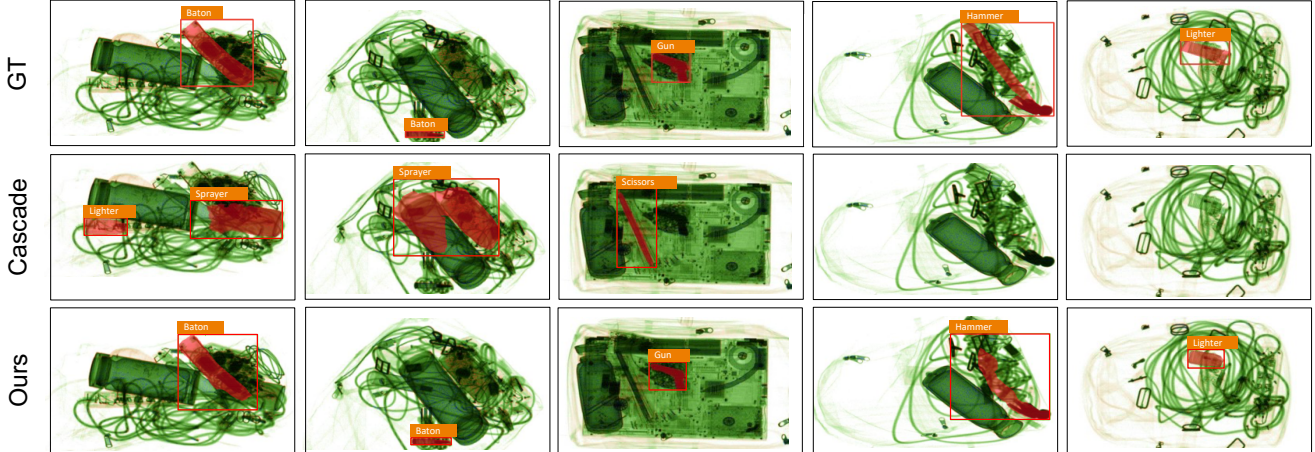 GT
Baton
Baton
Gun
Hammer
Lighter
Cascade
Lighter
Sprayer
Sprayer
Scissors
Ours
Baton
Baton
Gun
Hammer
Lighter